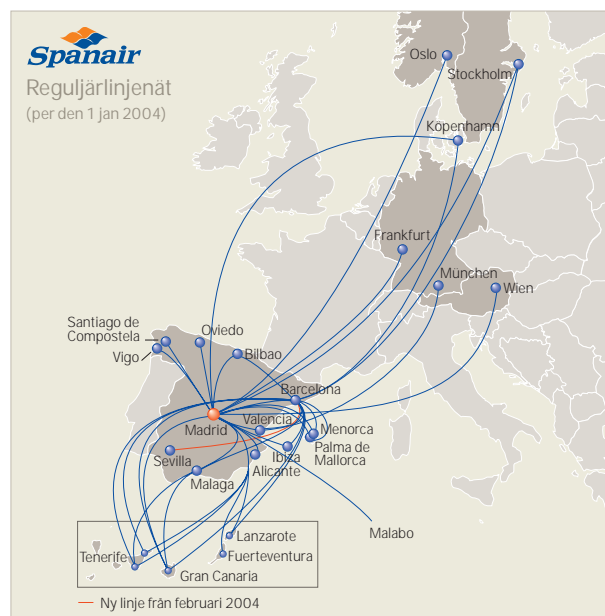 Spanair
Reguljärlinjenät
(per den 1 jan 2004)
Oslo
Stockholm
Köpenhamn
Frankfurt
München
Wien
Santiago de
Compostela
Oviedo
Vigo
Bilbao
Barcelona
Madrid
Valencia
Menorca
Palma de
Mallorca
Sevilla
Ibiza
Alicante
Malaga
Malabo
Lanzarote
Tenerife
Fuerteventura
Gran Canaria
Ny linje från februari 2004